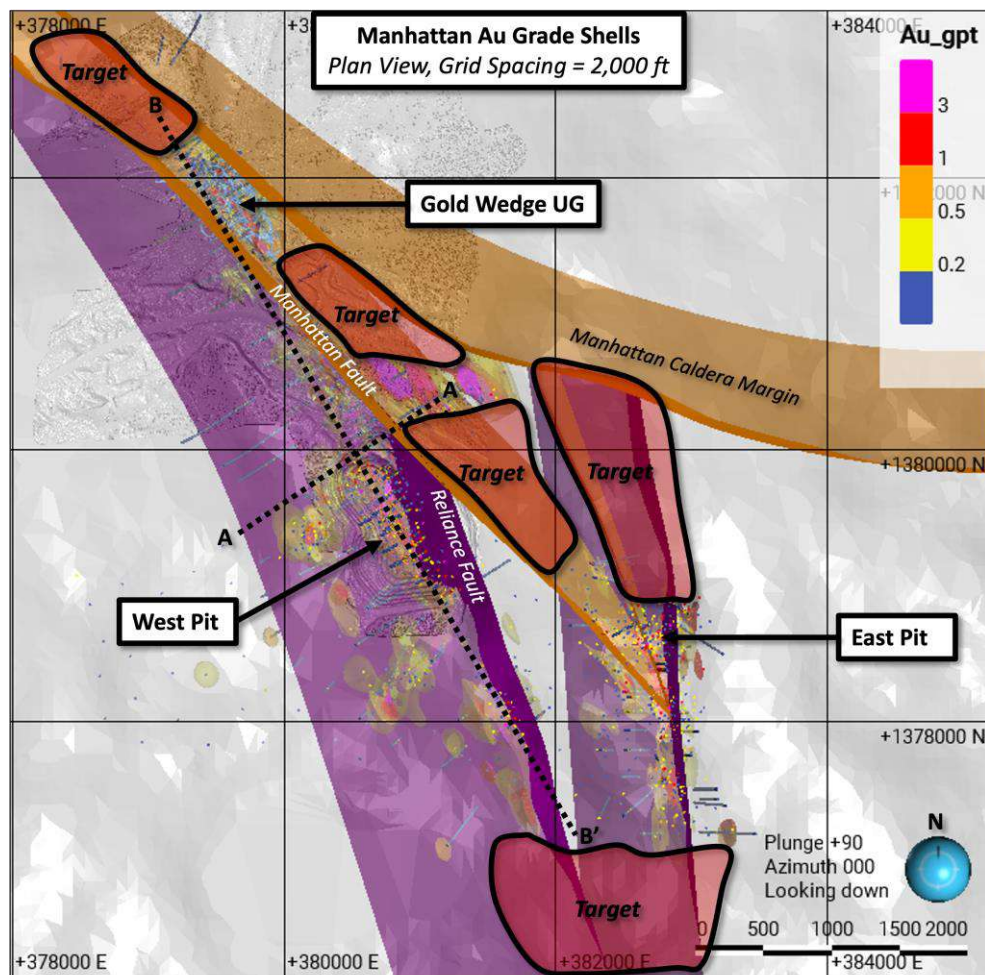 +378000 E
+384000 E
Manhattan Au Grade Shells
Plan View, Grid Spacing = 2,000 ft
Au_gpt
3
1
0.5
0.2
Target
B
Gold Wedge UG
Target
Manhattan Fault
Manhattan Caldera Margin
A
+1380000 N
Target
Target
Reliance Fault
A
West Pit
East Pit
+1378000 N
B'
Plunge +90
Azimuth 000
Looking down
N
Target
0 500 1000 1500 2000
+378000 E
+380000 E
+382000 E
+384000 E